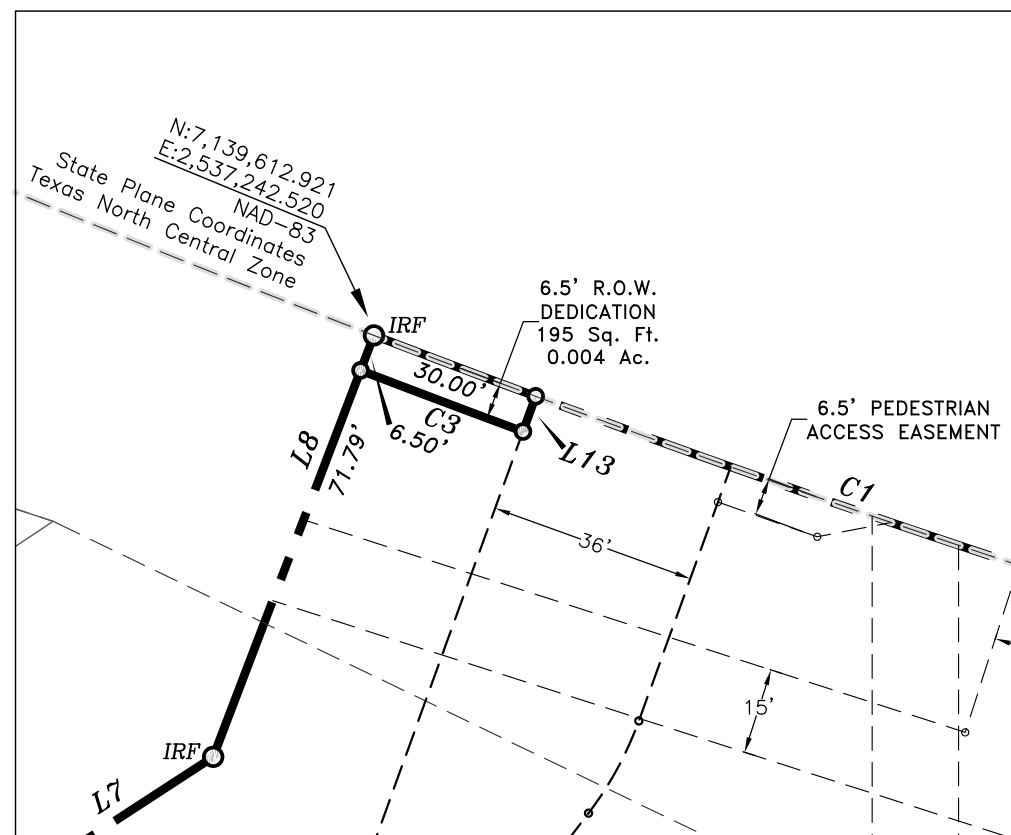 N:7,139,612.921
E:2,537,242.520
NAD-83
State Plane Coordinates
Texas North Central Zone
IRF
6.5' R.O.W.
DEDICATION
195 Sq. Ft.
0.004 Ac.
30.00'
C3
6.50'
L13
6.5' PEDESTRIAN
ACCESS EASEMENT
C1
L8
71.79'
36'
15'
IRF
L7